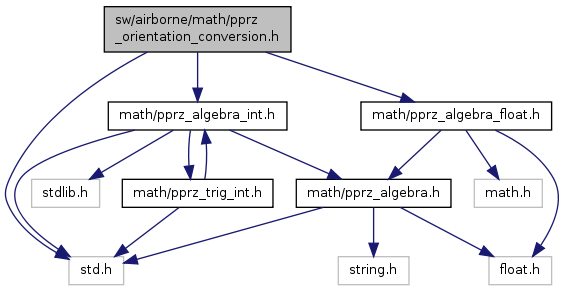 sw/airborne/math/pprz
_orientation_conversion.h
math/pprz_algebra_int.h
math/pprz_algebra_float.h
stdlib.h
math/pprz_trig_int.h
math/pprz_algebra.h
math.h
std.h
string.h
float.h